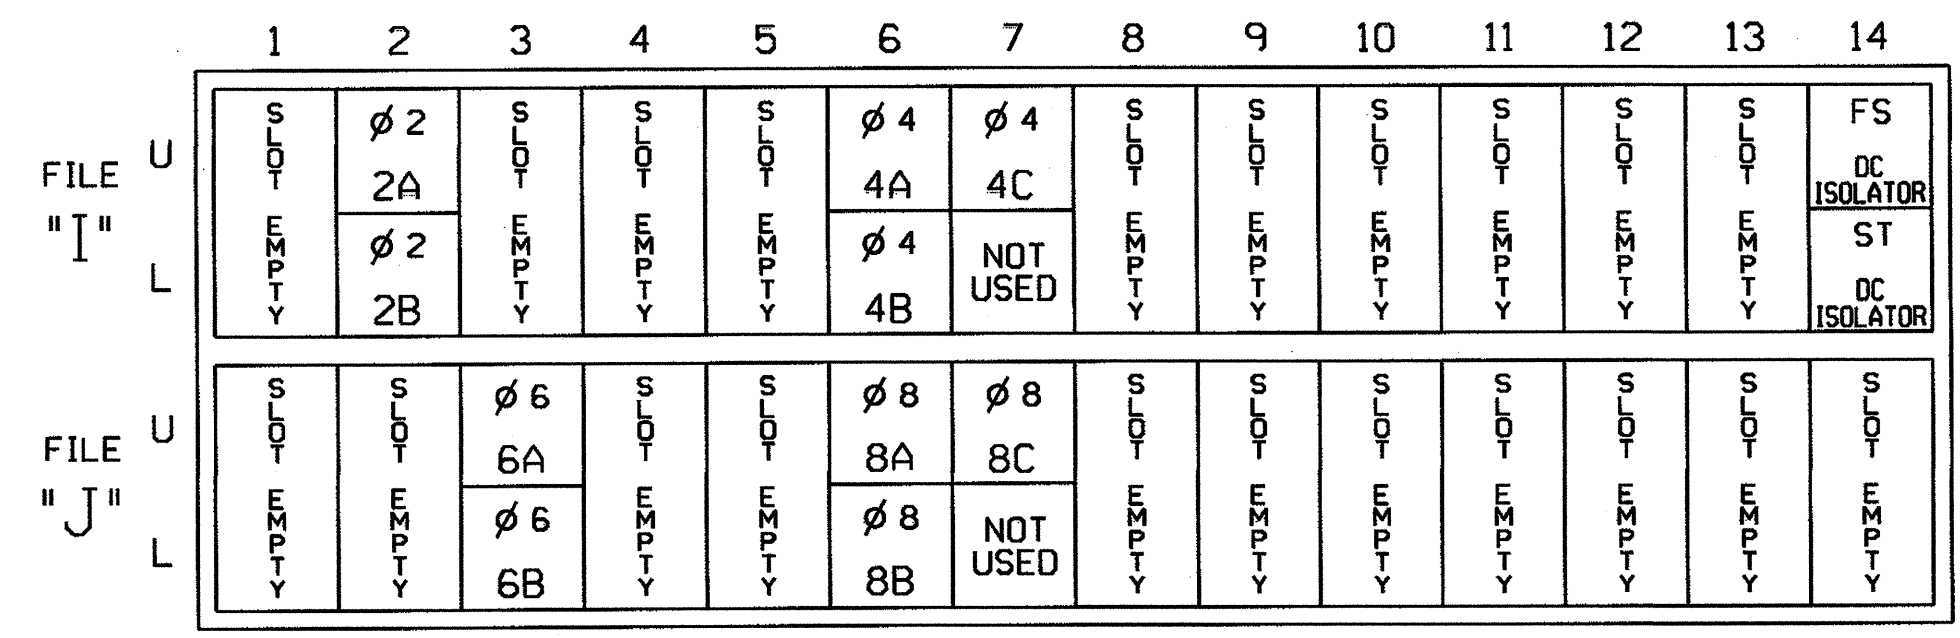 1 2 3 4 5 6 7 8 9 10 11 12 13 14
FILE "I"
U
L
SLOT EMPTY
Ø 2
2A
Ø 2
2B
SLOT EMPTY
SLOT EMPTY
SLOT EMPTY
Ø 4
4A
Ø 4
4B
Ø 4
4C
NOT
USED
SLOT EMPTY
SLOT EMPTY
SLOT EMPTY
SLOT EMPTY
SLOT EMPTY
SLOT EMPTY
FS
DC
ISOLATOR
ST
DC
ISOLATOR
FILE "J"
U
L
SLOT EMPTY
SLOT EMPTY
Ø 6
6A
Ø 6
6B
SLOT EMPTY
SLOT EMPTY
Ø 8
8A
Ø 8
8B
Ø 8
8C
NOT
USED
SLOT EMPTY
SLOT EMPTY
SLOT EMPTY
SLOT EMPTY
SLOT EMPTY
SLOT EMPTY
SLOT EMPTY